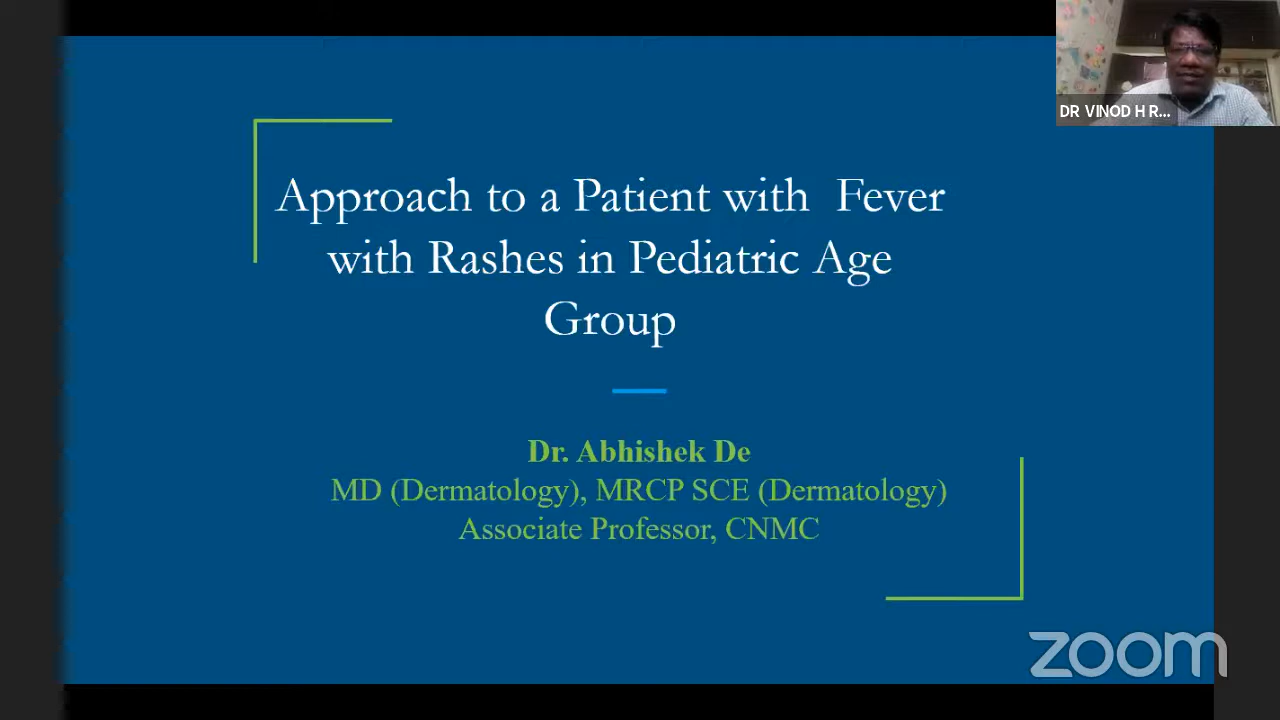 DR VINOD H R...
Approach to a Patient with Fever
with Rashes in Pediatric Age
Group
Dr. Abhishek De
MD (Dermatology), MRCP SCE (Dermatology)
Associate Professor, CNMC
zoom